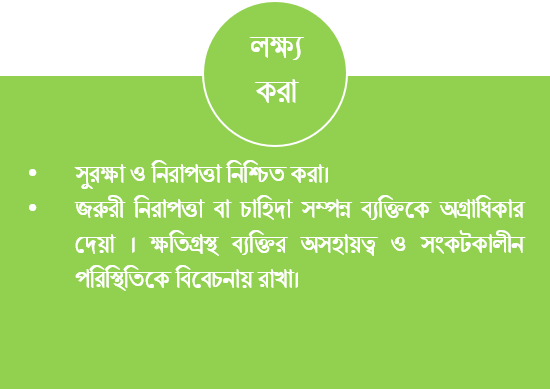 লক্ষ্য
করা
• সুরক্ষা ও নিরাপত্তা নিশ্চিত করা।
• জরুরী নিরাপত্তা বা চাহিদা সম্পন্ন ব্যক্তিকে অগ্রাধিকার
দেয়া । ক্ষতিগ্রস্থ ব্যক্তির অসহায়ত্ব ও সংকটকালীন
পরিস্থিতিকে বিবেচনায় রাখা।